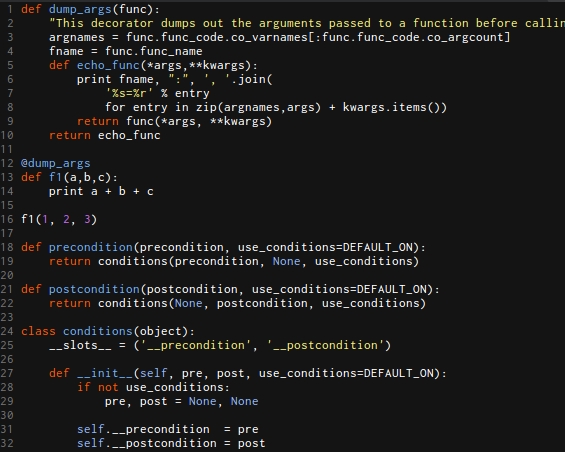 1 def dump_args(func):
2     "This decorator dumps out the arguments passed to a function before
3     argnames = func.func_code.co_varnames[:func.func_code.co_argcount]
4     fname = func.func_name
5     def echo_func(*args,**kwargs):
6         print fname, ":", ', '.join(
7             '%s=%r' % entry
8             for entry in zip(argnames,args) + kwargs.items())
9         return func(*args, **kwargs)
10     return echo_func
11
12 @dump_args
13 def f1(a,b,c):
14     print a + b + c
15
16 f1(1, 2, 3)
17
18 def precondition(precondition, use_conditions=DEFAULT_ON):
19     return conditions(precondition, None, use_conditions)
20
21 def postcondition(postcondition, use_conditions=DEFAULT_ON):
22     return conditions(None, postcondition, use_conditions)
23
24 class conditions(object):
25     __slots__ = ('__precondition', '__postcondition')
26
27     def __init__(self, pre, post, use_conditions=DEFAULT_ON):
28         if not use_conditions:
29             pre, post = None, None
30
31         self.__precondition  = pre
32         self.__postcondition = post